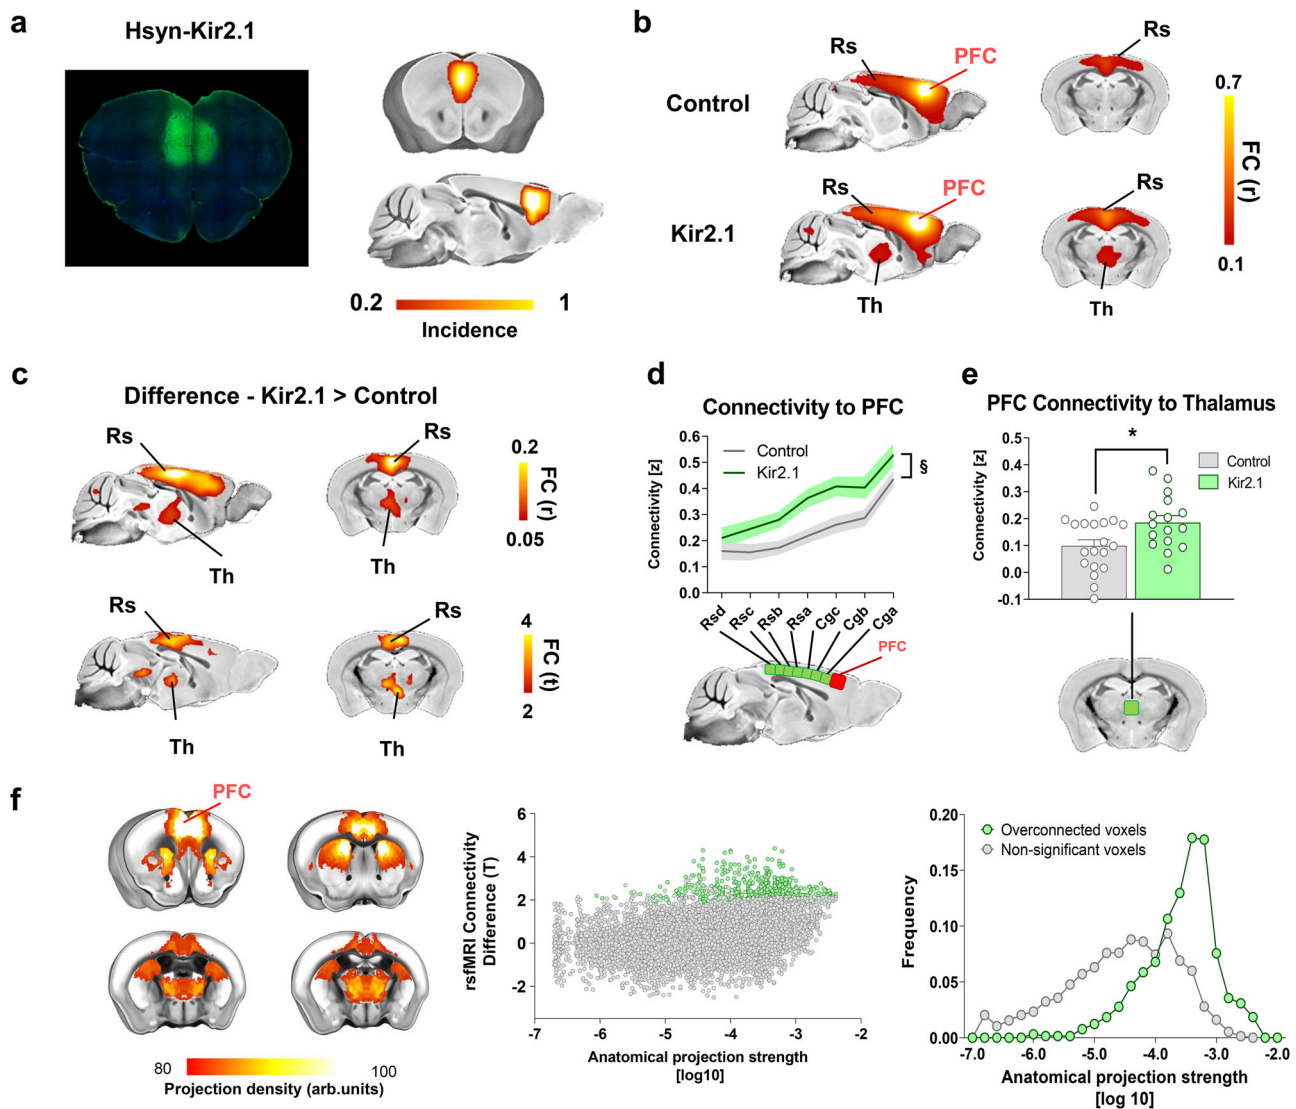 a
Hsyn-Kir2.1
0.2
1
Incidence
b
Rs
PFC
Rs
Control
0.7
FC (r)
0.1
Rs
PFC
Rs
Kir2.1
Th
Th
c
Difference - Kir2.1 > Control
Rs
Rs
0.2
FC (r)
0.05
Th
Th
Rs
Rs
4
FC (t)
2
Th
Th
d
Connectivity to PFC
0.6
0.5
0.4
0.3
0.2
0.1
0.0
Connectivity [z]
Control
Kir2.1
§
Rsd
Rsc
Rsb
Rsa
Cgc
Cgb
Cga
PFC
e
PFC Connectivity to Thalamus
0.5
0.4
0.3
0.2
0.1
0.0
-0.1
Connectivity [z]
*
Control
Kir2.1
f
PFC
80
100
Projection density (arb.units)
6
4
2
0
-2
rsfMRI Connectivity
Difference (T)
-7
-6
-5
-4
-3
-2
Anatomical projection strength
[log10]
0.20
0.15
0.10
0.05
0.00
Frequency
Overconnected voxels
Non-significant voxels
-7.0
-6.0
-5.0
-4.0
-3.0
-2.0
Anatomical projection strength
[log 10]